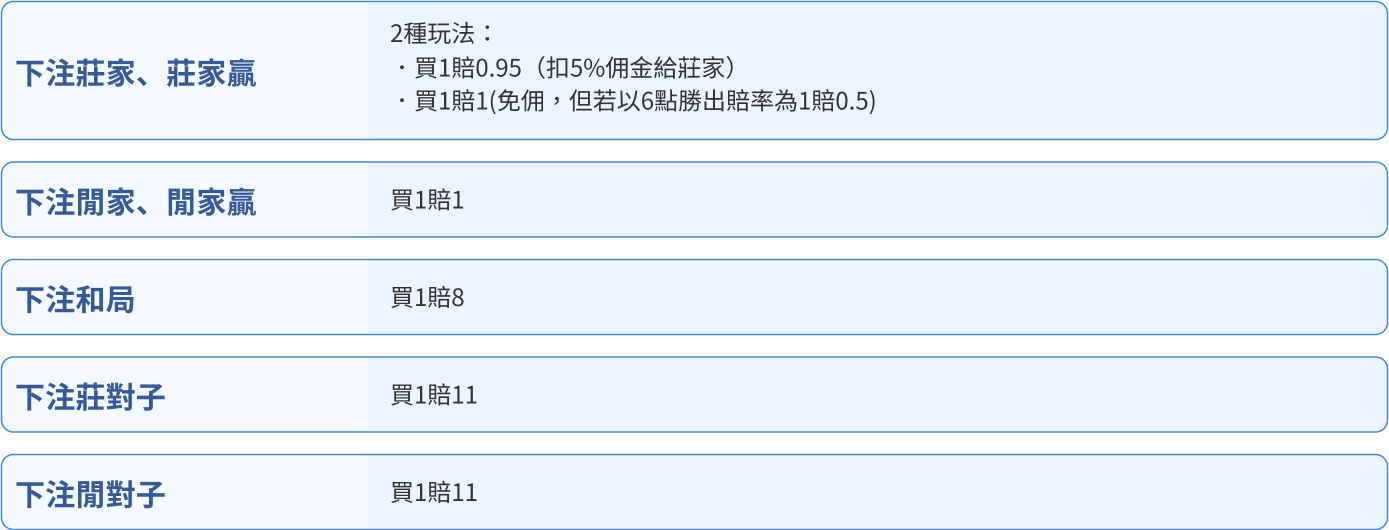 下注莊家、莊家贏
2種玩法：
・買1賠0.95（扣5%佣金給莊家）
・買1賠1(免佣，但若以6點勝出賠率為1賠0.5)
下注閒家、閒家贏
買1賠1
下注和局
買1賠8
下注莊對子
買1賠11
下注閒對子
買1賠11